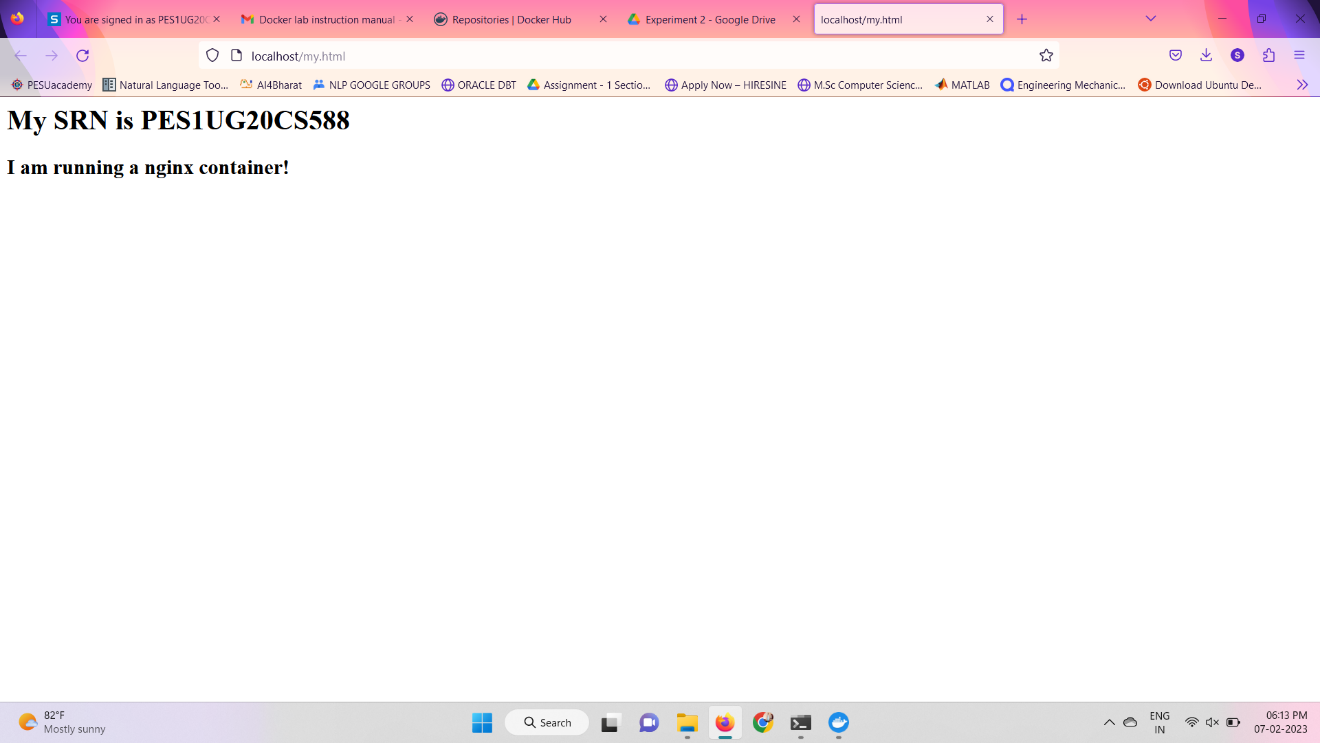 You are signed in as PES1UG20C
Docker lab instruction manual -
Repositories | Docker Hub
Experiment 2 - Google Drive
localhost/my.html
localhost/my.html
S
PESUacademy
Natural Language Too...
AI4Bharat
NLP GOOGLE GROUPS
ORACLE DBT
Assignment - 1 Sectio...
Apply Now – HIRESINE
M.Sc Computer Scienc...
MATLAB
Engineering Mechanic...
Download Ubuntu De...
My SRN is PES1UG20CS588
I am running a nginx container!
82°F
Mostly sunny
Search
ENG
IN
06:13 PM
07-02-2023